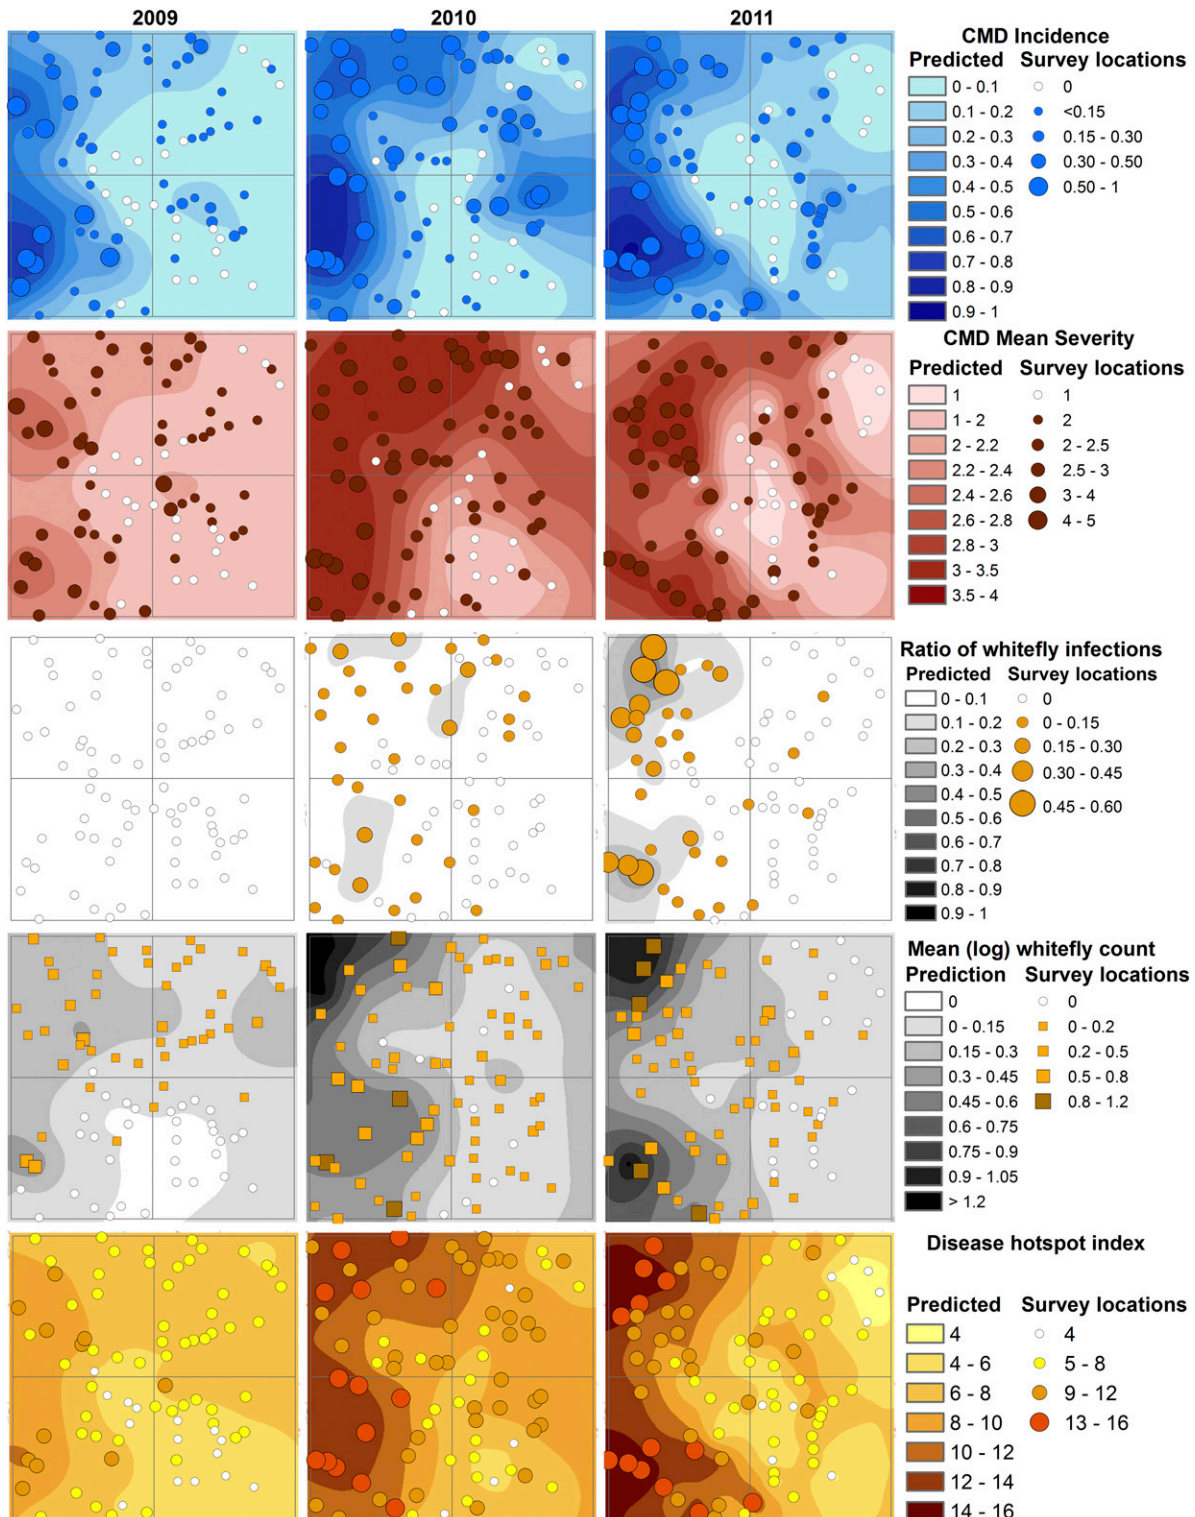 2009 2010 2011
CMD Incidence
Predicted Survey locations
0 - 0.1 0
0.1 - 0.2 <0.15
0.2 - 0.3 0.15 - 0.30
0.3 - 0.4 0.30 - 0.50
0.4 - 0.5 0.50 - 1
0.5 - 0.6
0.6 - 0.7
0.7 - 0.8
0.8 - 0.9
0.9 - 1
CMD Mean Severity
Predicted Survey locations
1 1
1 - 2 2
2 - 2.2 2 - 2.5
2.2 - 2.4 2.5 - 3
2.4 - 2.6 3 - 4
2.6 - 2.8 4 - 5
2.8 - 3
3 - 3.5
3.5 - 4
Ratio of whitefly infections
Predicted Survey locations
0 - 0.1 0
0.1 - 0.2 0 - 0.15
0.2 - 0.3 0.15 - 0.30
0.3 - 0.4 0.30 - 0.45
0.4 - 0.5 0.45 - 0.60
0.5 - 0.6
0.6 - 0.7
0.7 - 0.8
0.8 - 0.9
0.9 - 1
Mean (log) whitefly count
Prediction Survey locations
0 0
0 - 0.15 0 - 0.2
0.15 - 0.3 0.2 - 0.5
0.3 - 0.45 0.5 - 0.8
0.45 - 0.6 0.8 - 1.2
0.6 - 0.75
0.75 - 0.9
0.9 - 1.05
> 1.2
Disease hotspot index
Predicted Survey locations
4 4
4 - 6 5 - 8
6 - 8 9 - 12
8 - 10 13 - 16
10 - 12
12 - 14
14 - 16